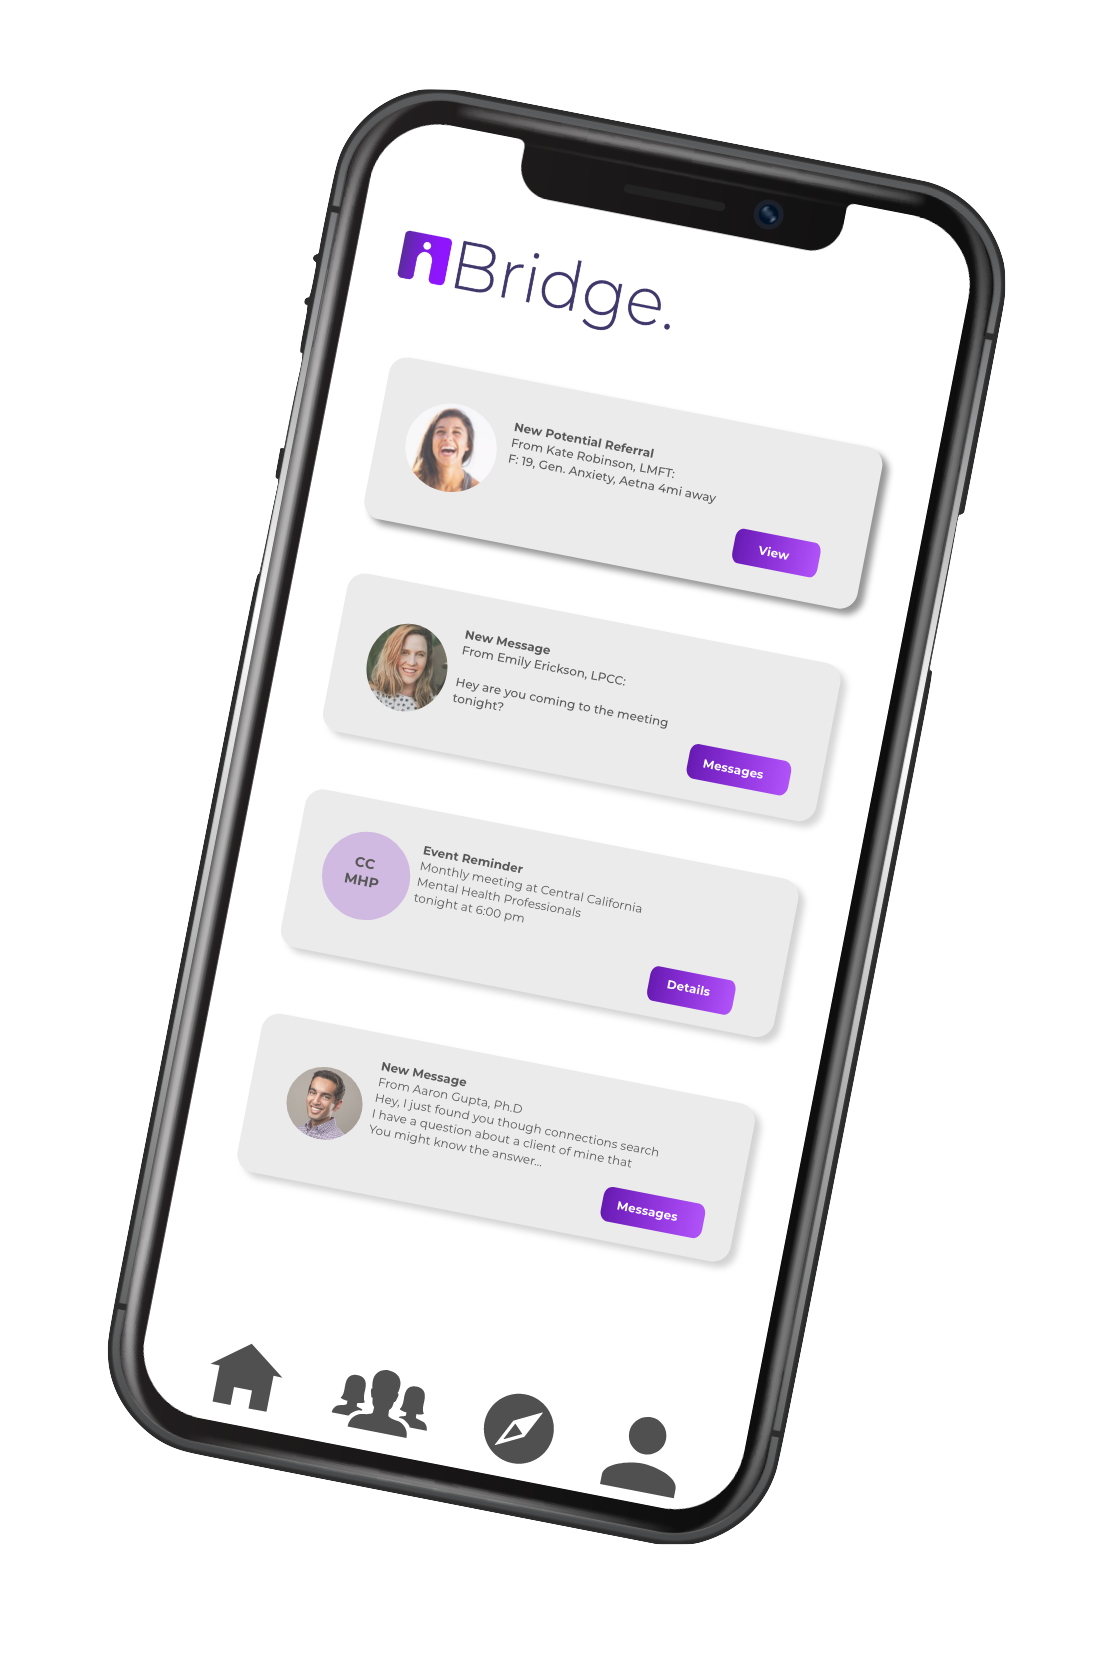 Bridge.
New Potential Referral
From Kate Robinson, LMFT:
F: 19, Gen. Anxiety, Aetna 4mi away
View
New Message
From Emily Erickson, LPCC:
Hey are you coming to the meeting
tonight?
Messages
CC
MHP
Event Reminder
Monthly meeting at Central California
Mental Health Professionals
tonight at 6:00 pm
Details
New Message
From Aaron Gupta, Ph.D
Hey, I just found you though connections search
I have a question about a client of mine that
You might know the answer...
Messages